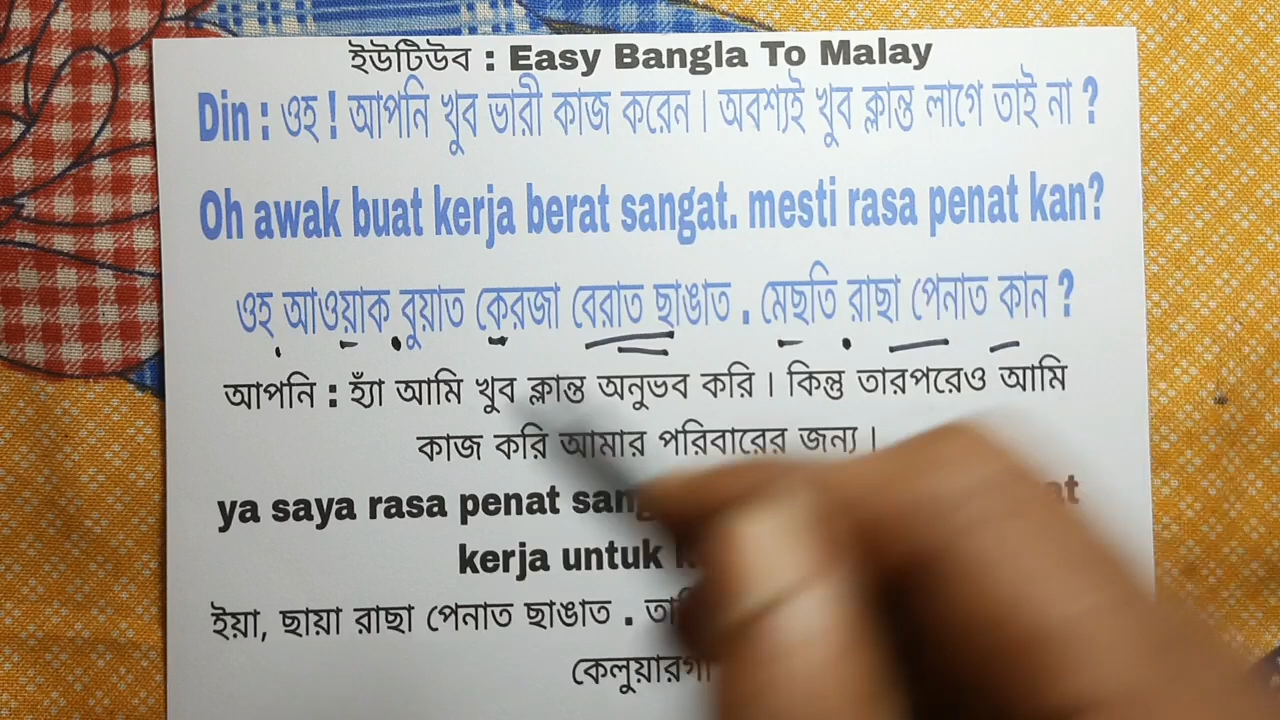 ইউটিউব : Easy Bangla To Malay
Din : ওহ ! আপনি খুব ভারী কাজ করেন । অবশ্যই খুব ক্লান্ত লাগে তাই না ?
Oh awak buat kerja berat sangat. mesti rasa penat kan?
ওহ আওয়াক বুয়াত কেরজা বেরাত ছাঙাত . মেছতি রাছা পেনাত কান ?
আপনি : হ্যাঁ আমি খুব ক্লান্ত অনুভব করি । কিন্তু তারপরেও আমি
কাজ করি আমার পরিবারের জন্য ।
ya saya rasa penat
kerja untuk
ইয়া, ছায়া রাছা পেনাত ছাঙাত .